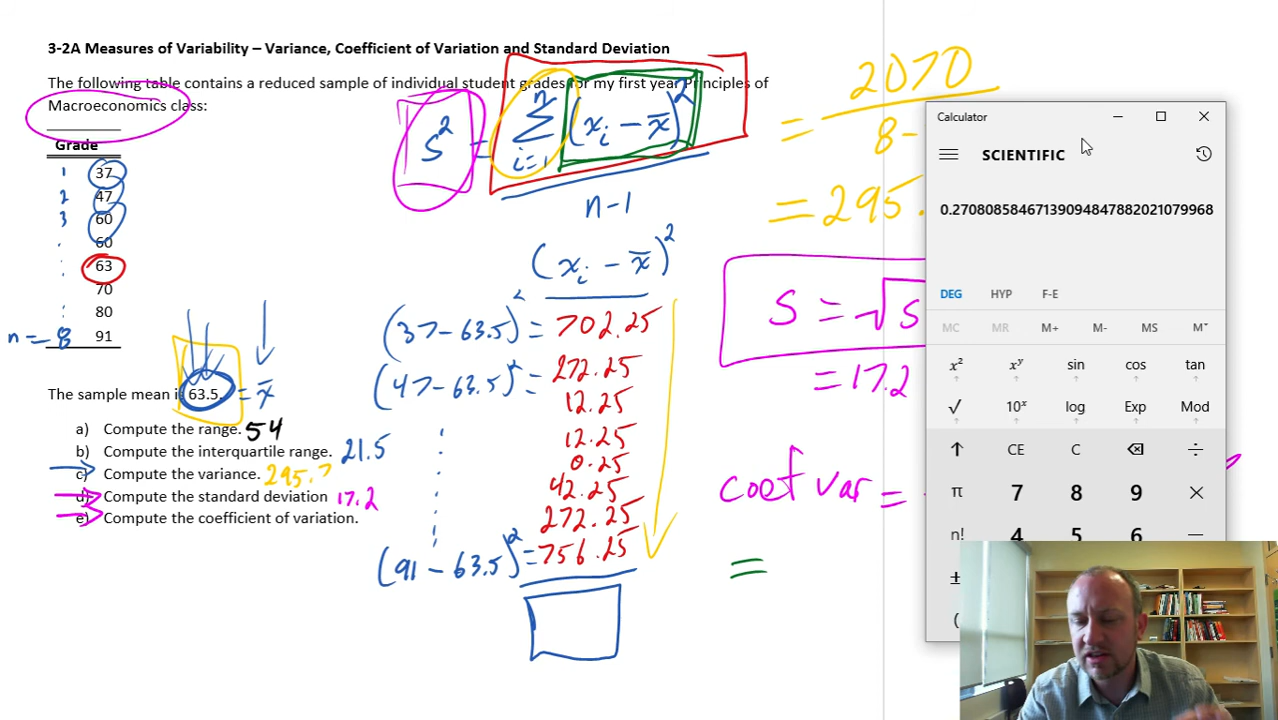 3-2A Measures of Variability – Variance, Coefficient of Variation and Standard Deviation
The following table contains a reduced sample of individual student grades for my first year Principles of
Macroeconomics class:
Grade
1 37
2 47
3 60
60
63
70
80
n = 8 91
The sample mean is 63.5. = x̄
a) Compute the range. 54
b) Compute the interquartile range. 21.5
c) Compute the variance. 295.7
d) Compute the standard deviation 17.2
e) Compute the coefficient of variation.
s² = Σ (xᵢ − x̄)²
n
i=1
n−1
(xᵢ − x̄)²
(37−63.5)² = 702.25
(47−63.5)² = 272.25
12.25
12.25
0.25
42.25
272.25
(91−63.5)² = 756.25
= 2070
8-
= 295.
S = √s
= 17.2
coef var =
=
Calculator
SCIENTIFIC
0.27080858467139094847882021079968
DEG HYP F-E
MC MR M+ M- MS M˅
x² xʸ sin cos tan
√ 10ˣ log Exp Mod
↑ CE C ⌫ ÷
π 7 8 9 ×
n! 4 5 6 −
±
(